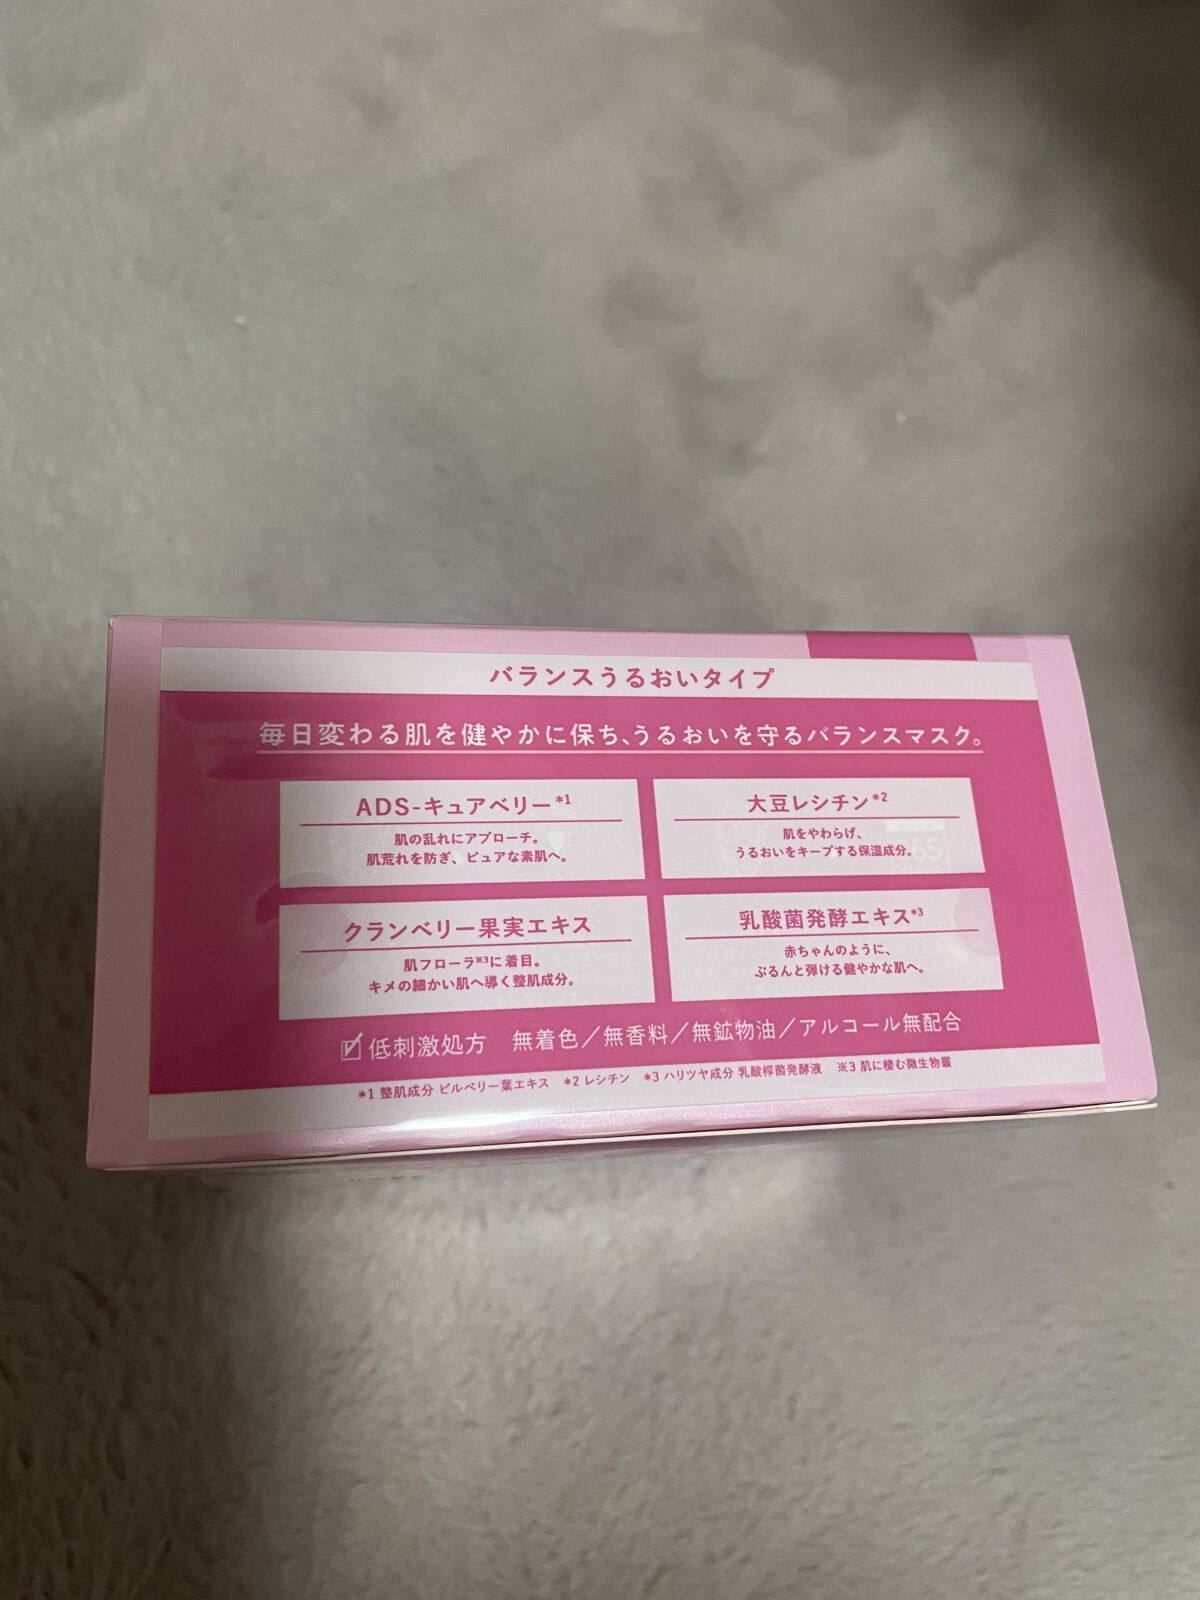 バランスうるおいタイプ
毎日変わる肌を健やかに保ち、うるおいを守るバランスマスク。
ADS-キュアベリー*1
肌の乱れにアプローチ。
肌荒れを防ぎ、ピュアな素肌へ。
大豆レシチン*2
肌をやわらげ、
うるおいをキープする保湿成分。
クランベリー果実エキス
肌フローラ※3に着目。
キメの細かい肌へ導く整肌成分。
乳酸菌発酵エキス*3
赤ちゃんのように、
ぷるんと弾ける健やかな肌へ。
低刺激処方 無着色／無香料／無鉱物油／アルコール無配合
*1 整肌成分 ビルベリー葉エキス *2 レシチン *3 ハリツヤ成分 乳酸桿菌発酵液 ※3 肌に棲む微生物叢